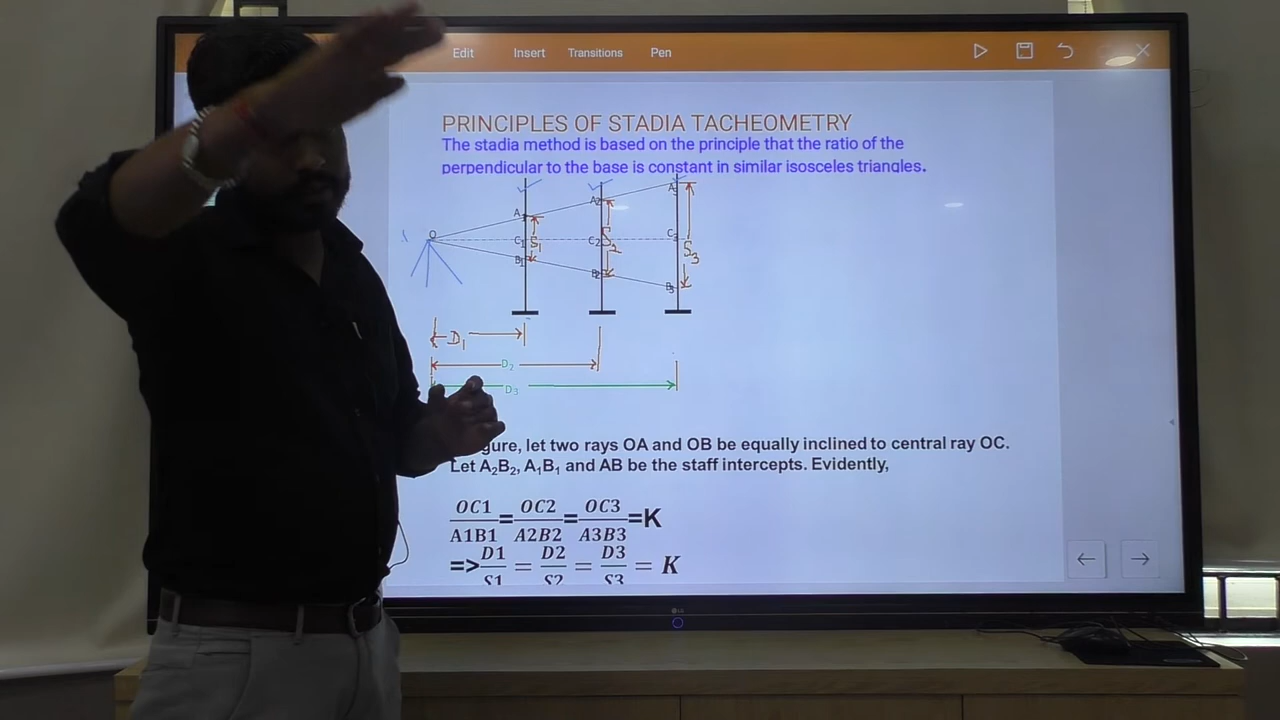 Edit Insert Transitions Pen
PRINCIPLES OF STADIA TACHEOMETRY
The stadia method is based on the principle that the ratio of the
perpendicular to the base is constant in similar isosceles triangles.
A3
A2
A1
O C1 S1 C2 S2 C3 S3
B1
B2
B3
D1
D2
D3
gure, let two rays OA and OB be equally inclined to central ray OC.
Let A₂B₂, A₁B₁ and AB be the staff intercepts. Evidently,
OC1/A1B1=OC2/A2B2=OC3/A3B3=K
=>D1/S1 = D2/S2 = D3/S3 = K
LG